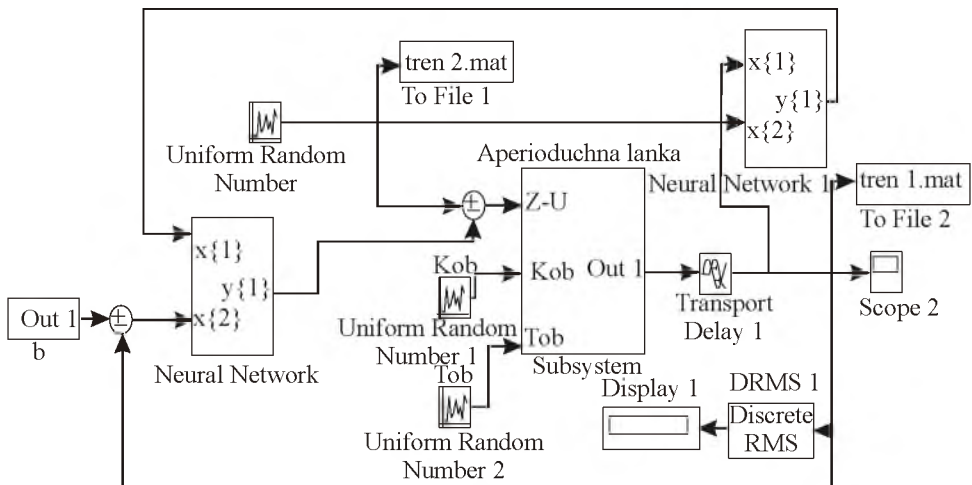 tren 2.mat
To File 1
x{1}
y{1}
x{2}
Neural Network 1
Uniform Random
Number
Aperioduchna lanka
tren 1.mat
To File 2
Z-U
Kob
Out 1
Tob
Subsystem
x{1}
y{1}
x{2}
Neural Network
Out 1
b
Kob
Uniform Random
Number 1
Tob
Uniform Random
Number 2
Transport
Delay 1
Scope 2
Display 1
DRMS 1
Discrete
RMS